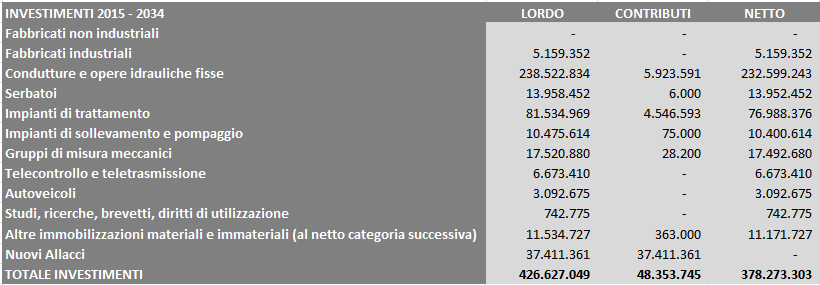 INVESTIMENTI 2015 - 2034 LORDO CONTRIBUTI NETTO
Fabbricati non industriali - - -
Fabbricati industriali 5.159.352 - 5.159.352
Condutture e opere idrauliche fisse 238.522.834 5.923.591 232.599.243
Serbatoi 13.958.452 6.000 13.952.452
Impianti di trattamento 81.534.969 4.546.593 76.988.376
Impianti di sollevamento e pompaggio 10.475.614 75.000 10.400.614
Gruppi di misura meccanici 17.520.880 28.200 17.492.680
Telecontrollo e teletrasmissione 6.673.410 - 6.673.410
Autoveicoli 3.092.675 - 3.092.675
Studi, ricerche, brevetti, diritti di utilizzazione 742.775 - 742.775
Altre immobilizzazioni materiali e immateriali (al netto categoria successiva) 11.534.727 363.000 11.171.727
Nuovi Allacci 37.411.361 37.411.361 -
TOTALE INVESTIMENTI 426.627.049 48.353.745 378.273.303